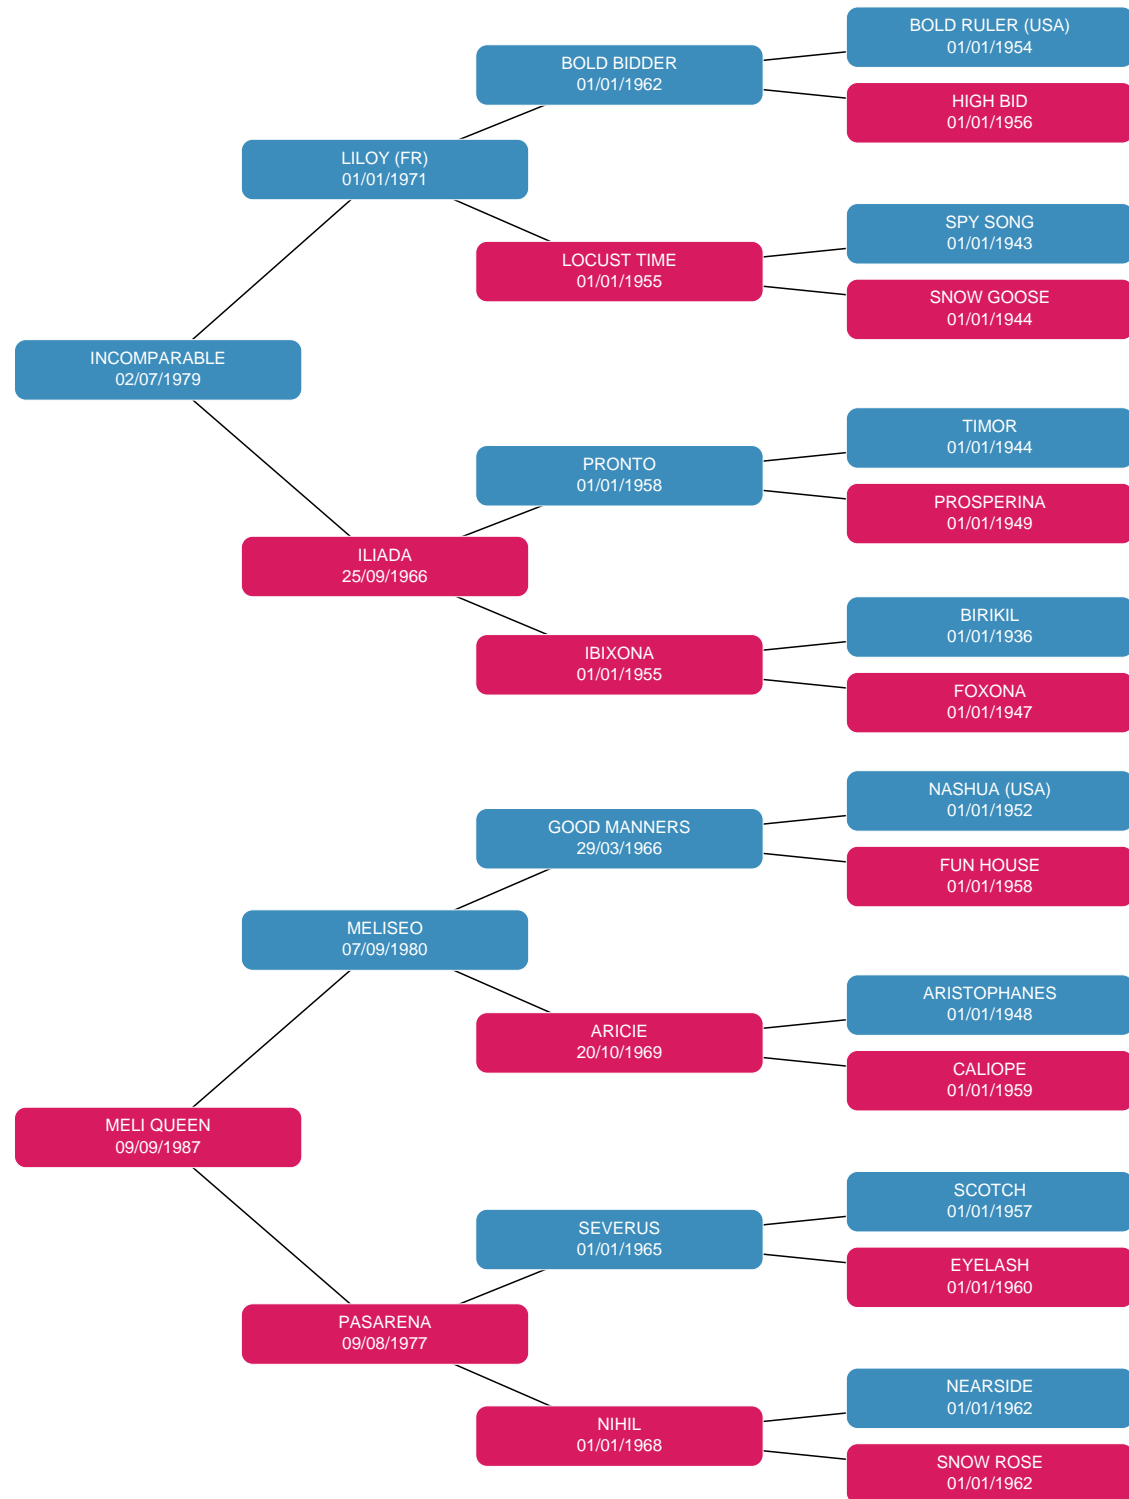 BOLD RULER (USA)
01/01/1954
BOLD BIDDER
01/01/1962
HIGH BID
01/01/1956
LILOY (FR)
01/01/1971
SPY SONG
01/01/1943
LOCUST TIME
01/01/1955
SNOW GOOSE
01/01/1944
INCOMPARABLE
02/07/1979
TIMOR
01/01/1944
PRONTO
01/01/1958
PROSPERINA
01/01/1949
ILIADA
25/09/1966
BIRIKIL
01/01/1936
IBIXONA
01/01/1955
FOXONA
01/01/1947
NASHUA (USA)
01/01/1952
GOOD MANNERS
29/03/1966
FUN HOUSE
01/01/1958
MELISEO
07/09/1980
ARISTOPHANES
01/01/1948
ARICIE
20/10/1969
CALIOPE
01/01/1959
MELI QUEEN
09/09/1987
SCOTCH
01/01/1957
SEVERUS
01/01/1965
EYELASH
01/01/1960
PASARENA
09/08/1977
NEARSIDE
01/01/1962
NIHIL
01/01/1968
SNOW ROSE
01/01/1962